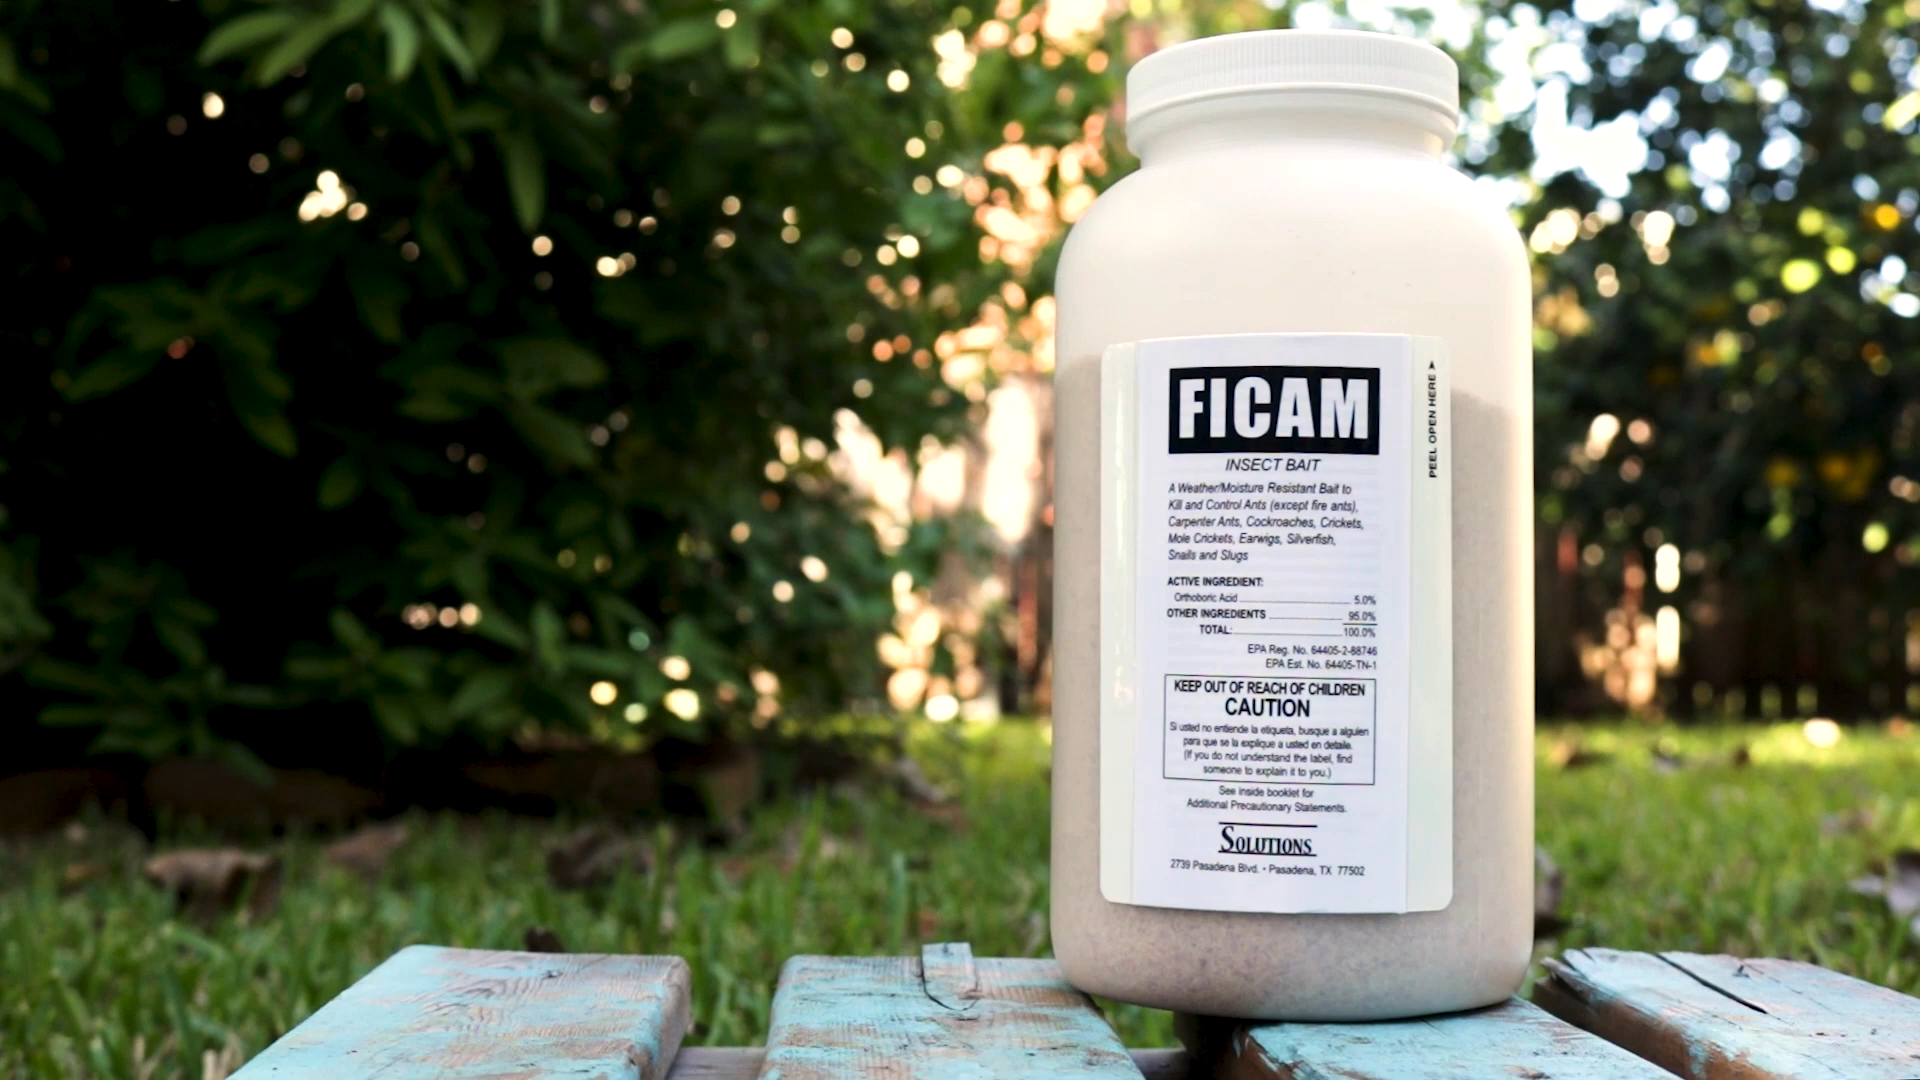 FICAM
INSECT BAIT
A Weather/Moisture Resistant Bait to
Kill and Control Ants (except fire ants),
Carpenter Ants, Cockroaches, Crickets,
Mole Crickets, Earwigs, Silverfish,
Snails and Slugs
ACTIVE INGREDIENT:
Orthoboric Acid 5.0%
OTHER INGREDIENTS 95.0%
TOTAL: 100.0%
EPA Reg. No. 64405-2-88746
EPA Est. No. 64405-TN-1
KEEP OUT OF REACH OF CHILDREN
CAUTION
Si usted no entiende la etiqueta, busque a alguien
para que se la explique a usted en detalle.
(If you do not understand the label, find
someone to explain it to you.)
See inside booklet for
Additional Precautionary Statements.
SOLUTIONS
2739 Pasadena Blvd. • Pasadena, TX 77502
PEEL OPEN HERE